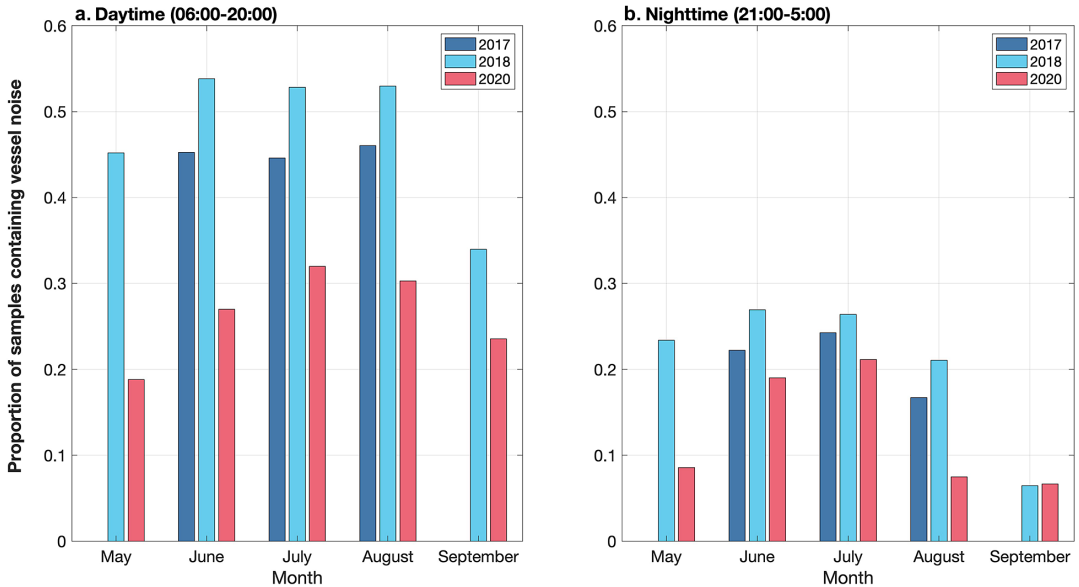 a. Daytime (06:00-20:00)
Proportion of samples containing vessel noise
0.6
0.5
0.4
0.3
0.2
0.1
0
2017
2018
2020
May
June
July
August
September
Month
b. Nighttime (21:00-5:00)
0.6
0.5
0.4
0.3
0.2
0.1
0
2017
2018
2020
May
June
July
August
September
Month